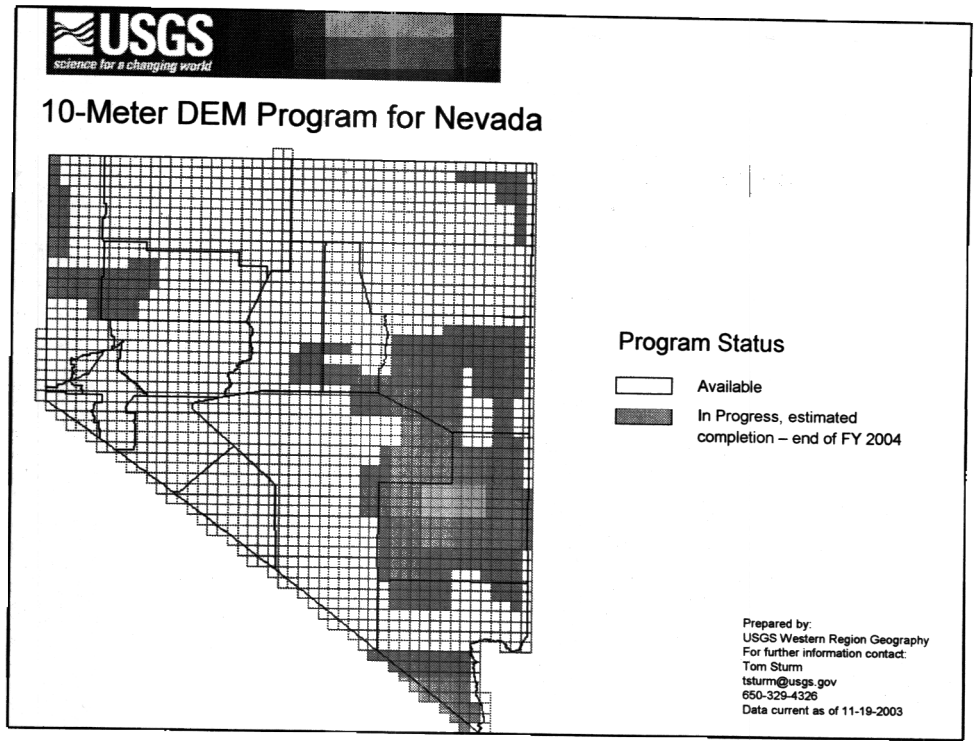 USGS
science for a changing world
10-Meter DEM Program for Nevada
Program Status
Available
In Progress, estimated
completion – end of FY 2004
Prepared by:
USGS Western Region Geography
For further information contact:
Tom Sturm
tsturm@usgs.gov
650-329-4326
Data current as of 11-19-2003